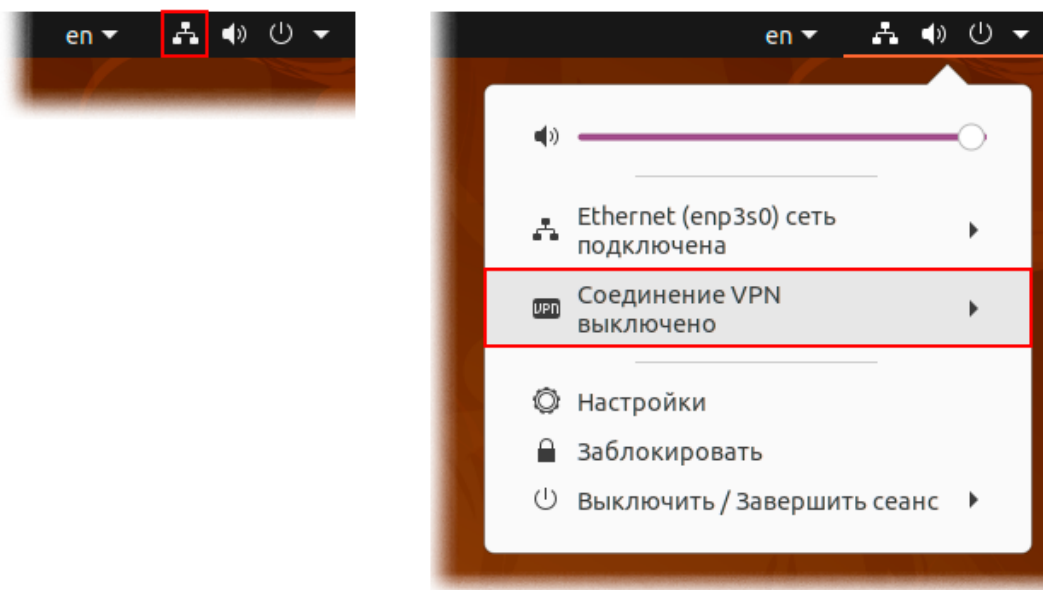 en
en
Ethernet (enp3s0) сеть
подключена
VPN
Соединение VPN
выключено
Настройки
Заблокировать
Выключить / Завершить сеанс